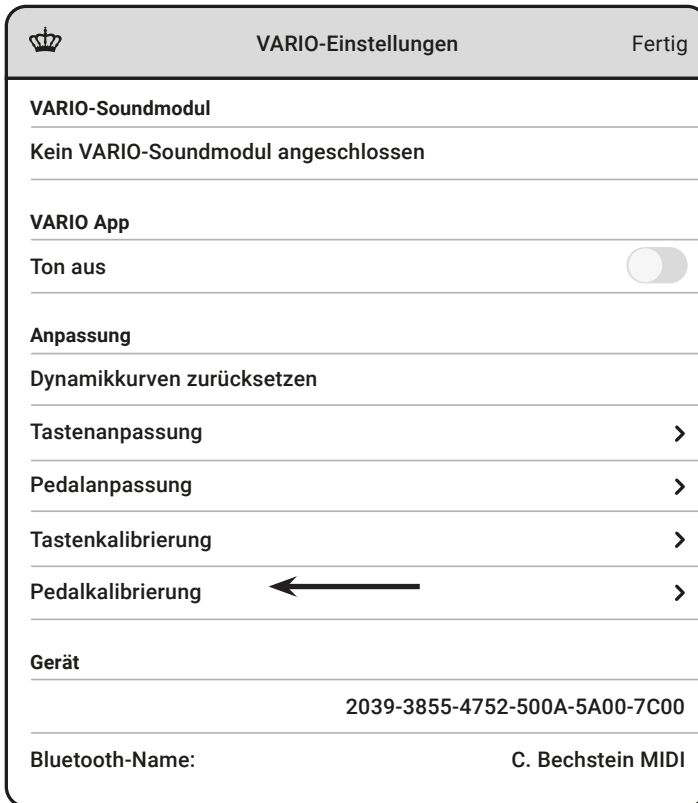 VARIO-Einstellungen Fertig
VARIO-Soundmodul
Kein VARIO-Soundmodul angeschlossen
VARIO App
Ton aus
Anpassung
Dynamikkurven zurücksetzen
Tastenanpassung
Pedalanpassung
Tastenkalibrierung
Pedalkalibrierung
Gerät
2039-3855-4752-500A-5A00-7C00
Bluetooth-Name: C. Bechstein MIDI